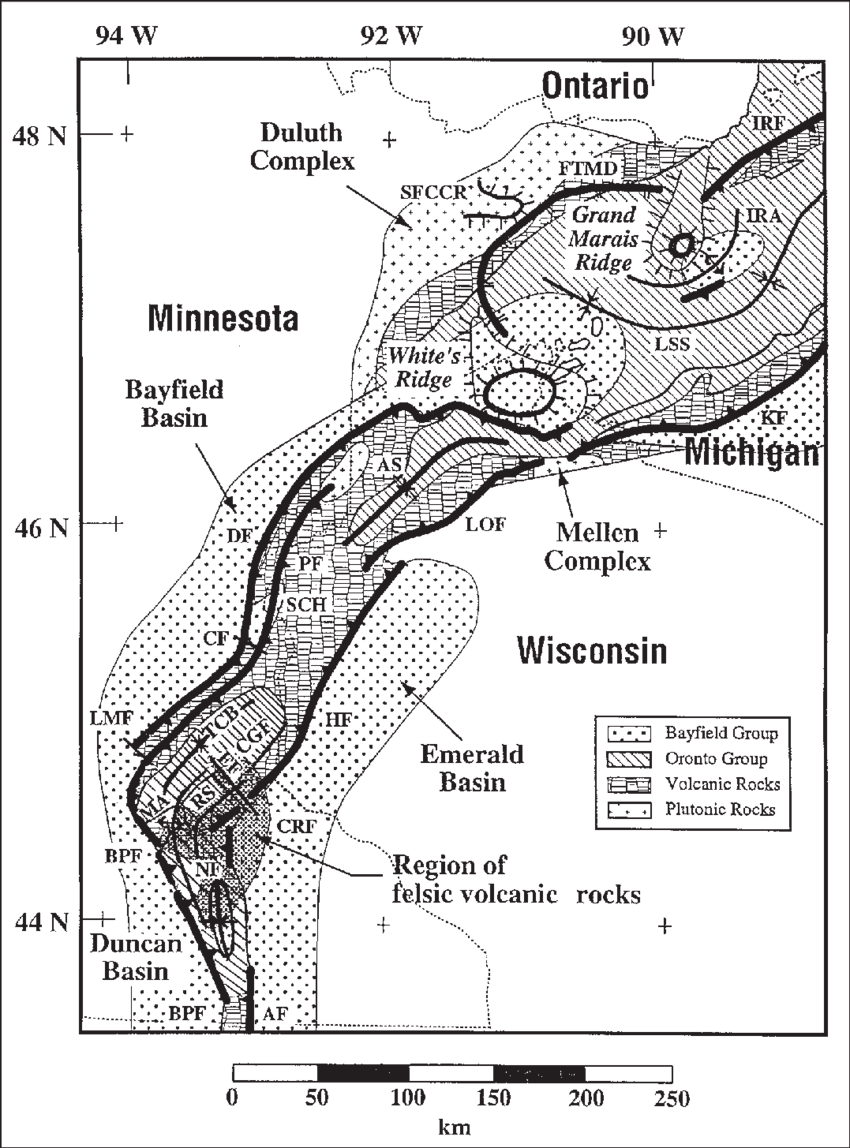 94 W
92 W
90 W
Ontario
48 N
IRF
Duluth
Complex
FTMD
SFCCR
Grand
Marais
Ridge
IRA
Minnesota
LSS
White's
Ridge
Bayfield
Basin
KF
Michigan
AS
46 N
DF
LOF
Mellen
Complex
PF
SCH
CF
Wisconsin
LMF
HF
TCB
CGF
Emerald
Basin
Bayfield Group
Oronto Group
Volcanic Rocks
Plutonic Rocks
MA
RS
CRF
BPF
NF
Region of
felsic volcanic rocks
44 N
Duncan
Basin
BPF
AF
0
50
100
150
200
250
km